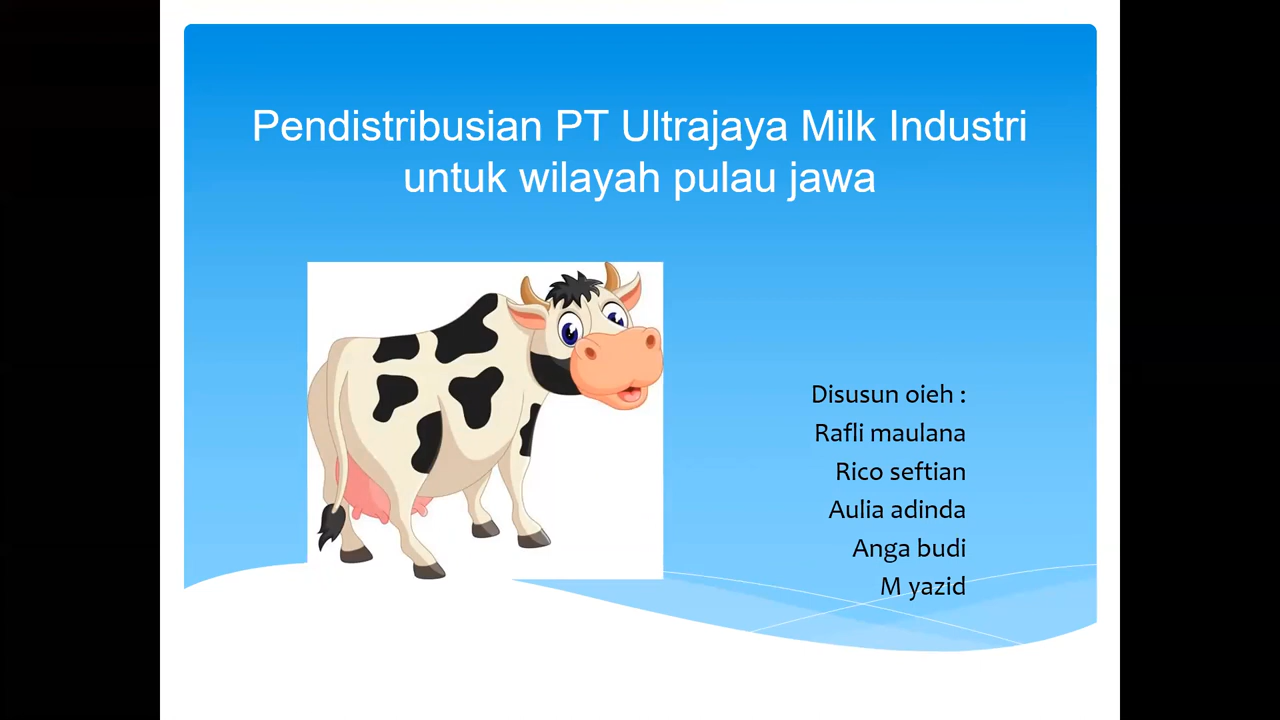 Pendistribusian PT Ultrajaya Milk Industri
untuk wilayah pulau jawa
Disusun oieh :
Rafli maulana
Rico seftian
Aulia adinda
Anga budi
M yazid